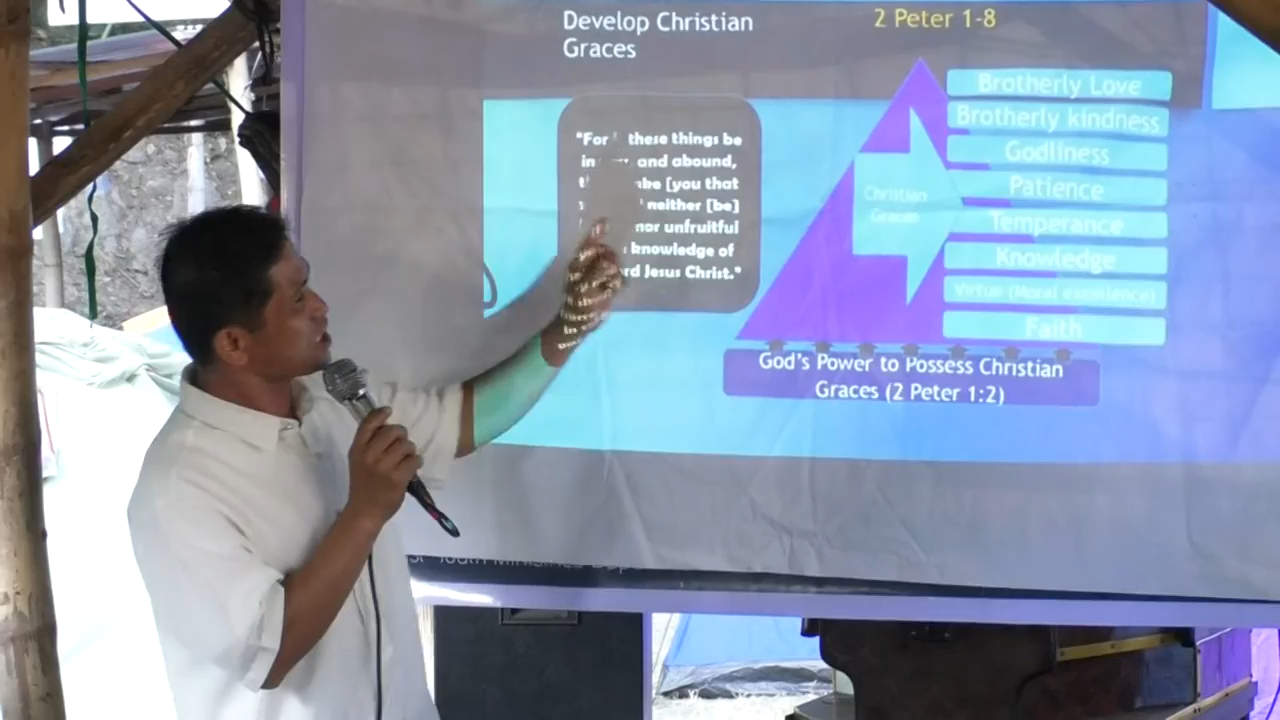 Develop Christian
Graces
2 Peter 1-8
"For these things be
in and abound,
[you that
neither [be]
nor unfruitful
knowledge of
Jesus Christ."
Christian
Graces
Brotherly Love
Brotherly kindness
Godliness
Patience
Temperance
Knowledge
Virtue (Moral excellence)
Faith
God's Power to Possess Christian
Graces (2 Peter 1:2)